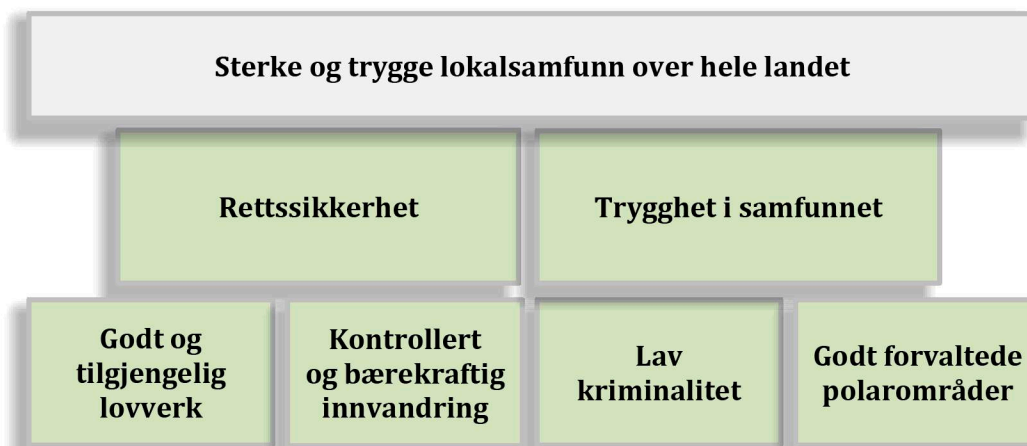 Sterke og trygge lokalsamfunn over hele landet
Rettssikkerhet
Trygghet i samfunnet
Godt og
tilgjengelig
lovverk
Kontrollert
og bærekraftig
innvandring
Lav
kriminalitet
Godt forvaltede
polarområder